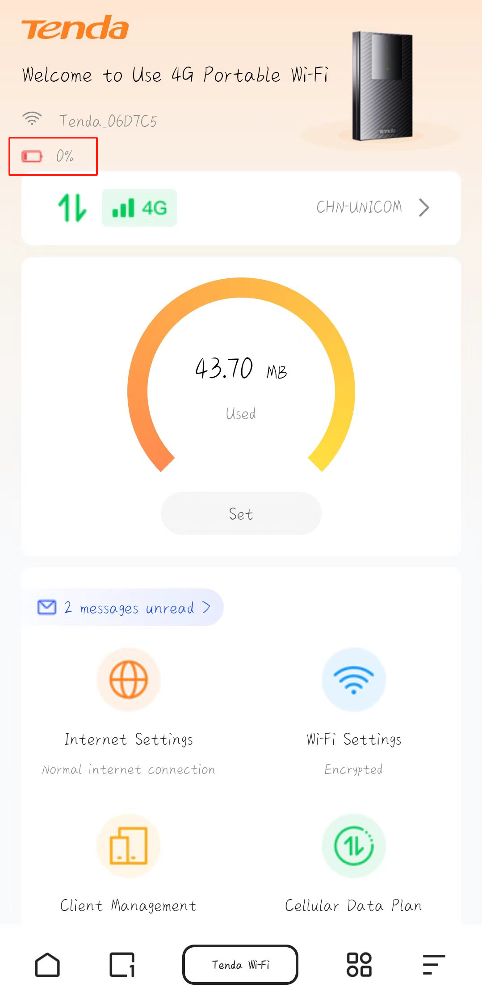 Tenda
Welcome to Use 4G Portable Wi-Fi
Tenda
Tenda_06D7C5
0%
4G CHN-UNICOM
43.70 MB
Used
Set
2 messages unread >
Internet Settings Wi-Fi Settings
Normal internet connection Encrypted
Client Management Cellular Data Plan
1 Tenda Wi-Fi